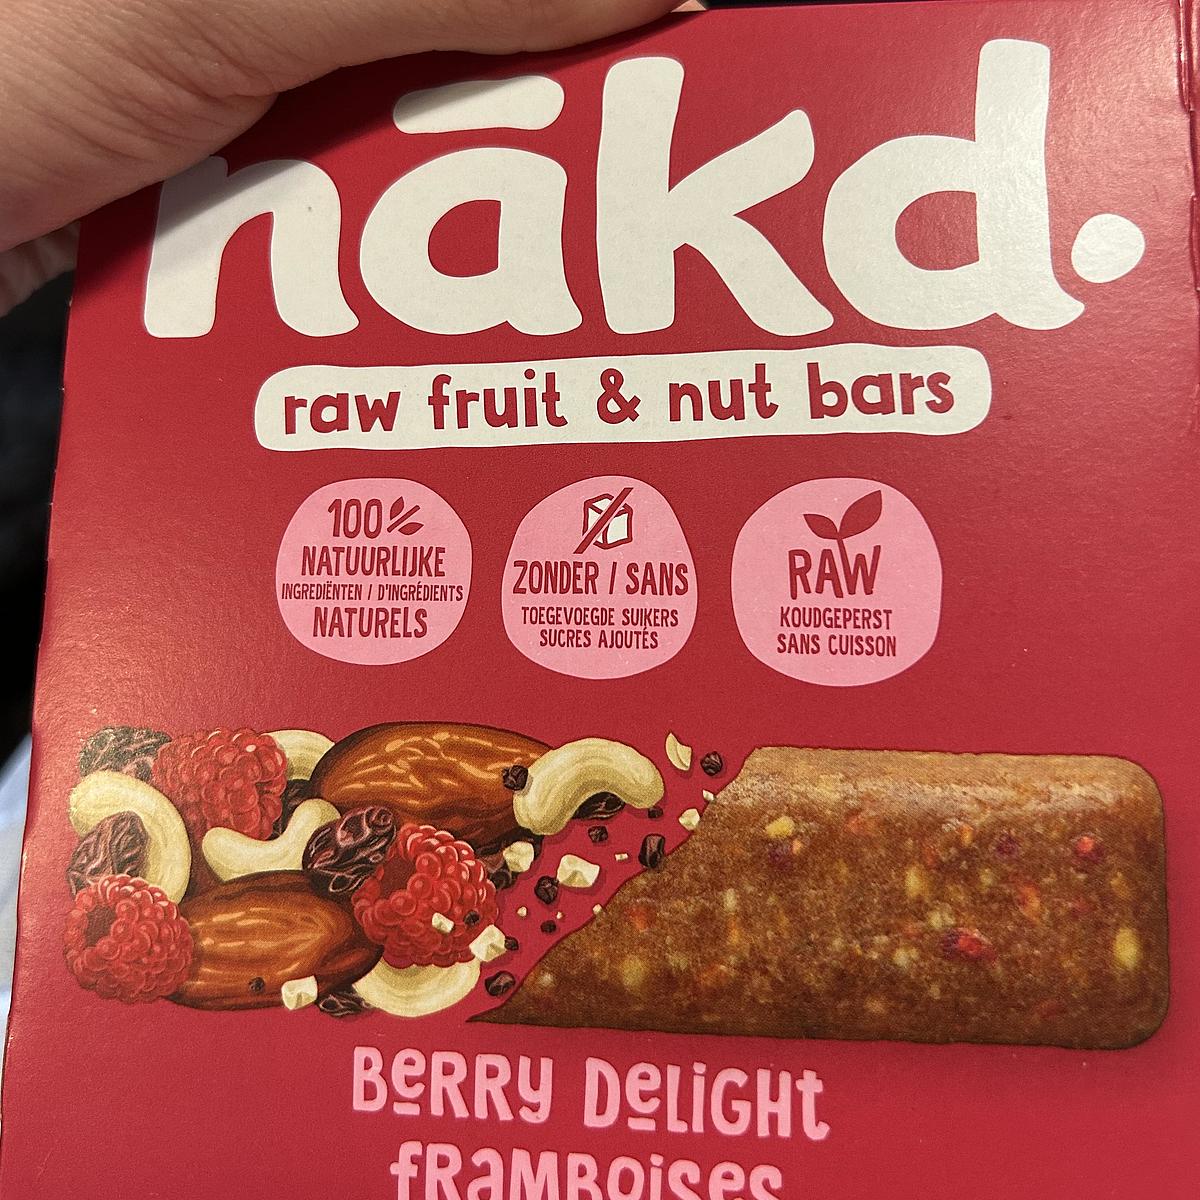 nākd.
raw fruit & nut bars
100%
NATUURLIJKE
INGREDIËNTEN / D'INGRÉDIENTS
NATURELS
ZONDER / SANS
TOEGEVOEGDE SUIKERS
SUCRES AJOUTÉS
RAW
KOUDGEPERST
SANS CUISSON
BERRY DELIGHT
FRAMBOISES